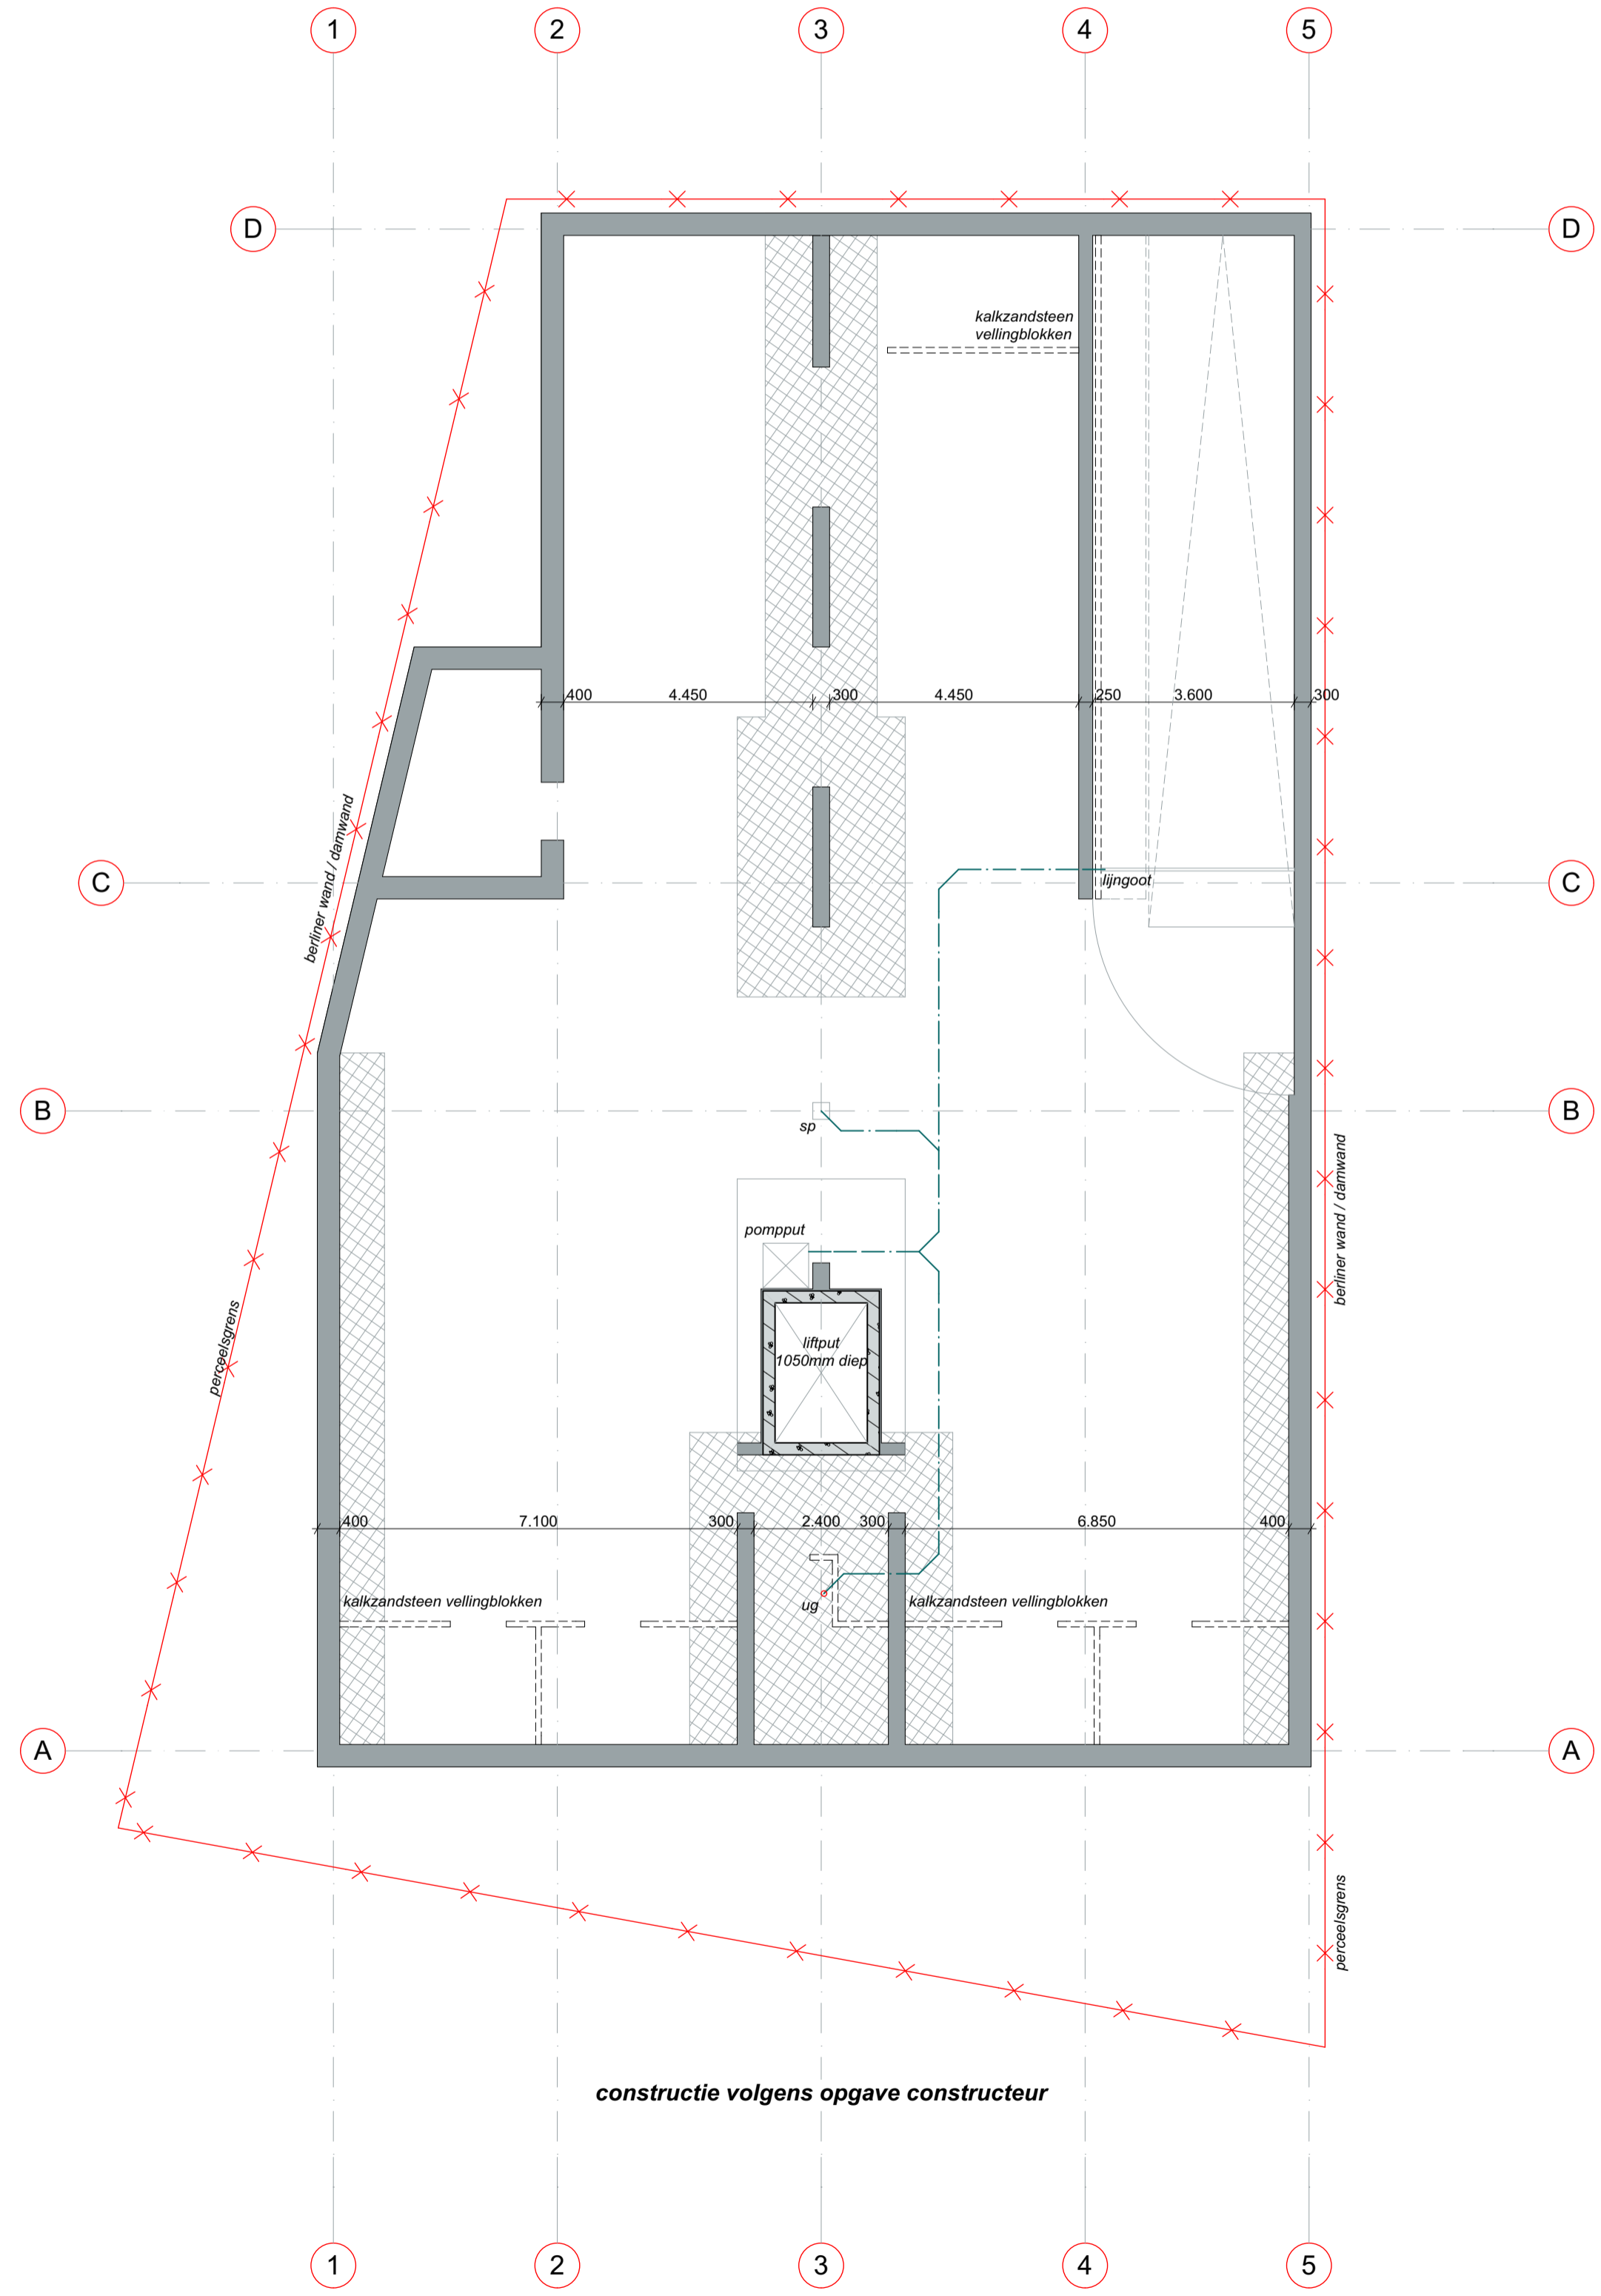 1 2 3 4 5
D D
kalkzandsteen
vellingblokken
400 4.450 300 4.450 250 3.600 300
berliner wand / damwand
C lijngoot C
B B
sp
berliner wand / damwand
pompput
perceelsgrens
liftput
1050mm diep
400 7.100 300 2.400 300 6.850 400
kalkzandsteen vellingblokken ug kalkzandsteen vellingblokken
A A
perceelsgrens
constructie volgens opgave constructeur
1 2 3 4 5